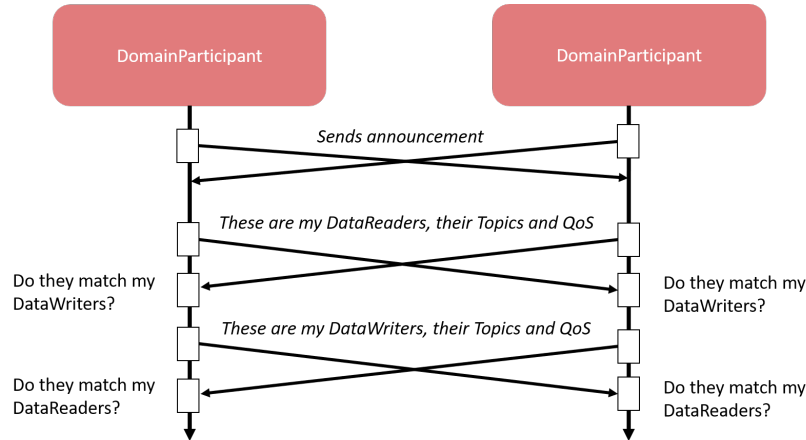 DomainParticipant
DomainParticipant
Sends announcement
These are my DataReaders, their Topics and QoS
Do they match my
DataWriters?
Do they match my
DataWriters?
These are my DataWriters, their Topics and QoS
Do they match my
DataReaders?
Do they match my
DataReaders?